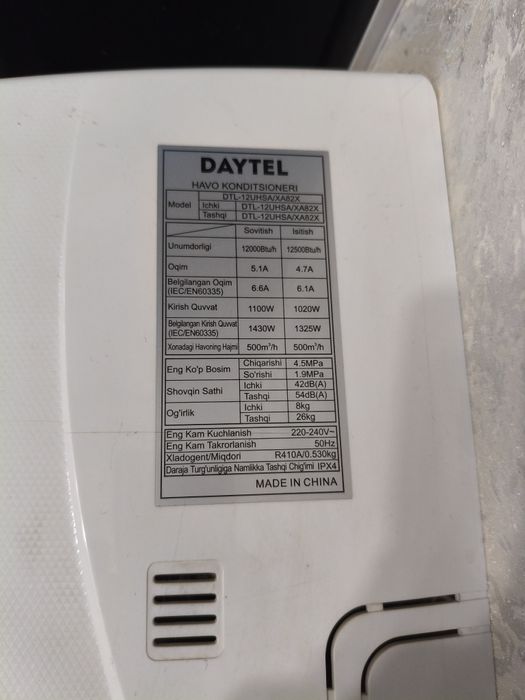 DAYTEL
HAVO KONDITSIONERI
Model DTL-12UHSA/XA82X
Ichki DTL-12UHSA/XA82X
Tashqi DTL-12UHSA/XA82X
Sovitish Isitish
Unumdorligi 12000Btu/h 12500Btu/h
Oqim 5.1A 4.7A
Belgilangan Oqim (IEC/EN60335) 6.6A 6.1A
Kirish Quvvat 1100W 1020W
Belgilangan Kirish Quvvat (IEC/EN60335) 1430W 1325W
Xonadagi Havoning Hajmi 500m³/h 500m³/h
Eng Ko'p Bosim Chiqarishi 4.5MPa
So'rishi 1.9MPa
Shovqin Sathi Ichki 42dB(A)
Tashqi 54dB(A)
Og'irlik Ichki 8kg
Tashqi 26kg
Eng Kam Kuchlanish 220-240V~
Eng Kam Takrorlanish 50Hz
Xladogent/Miqdori R410A/0.530kg
Daraja Turg'unligiga Namlikka Tashqi Chig'imi IPX4
MADE IN CHINA